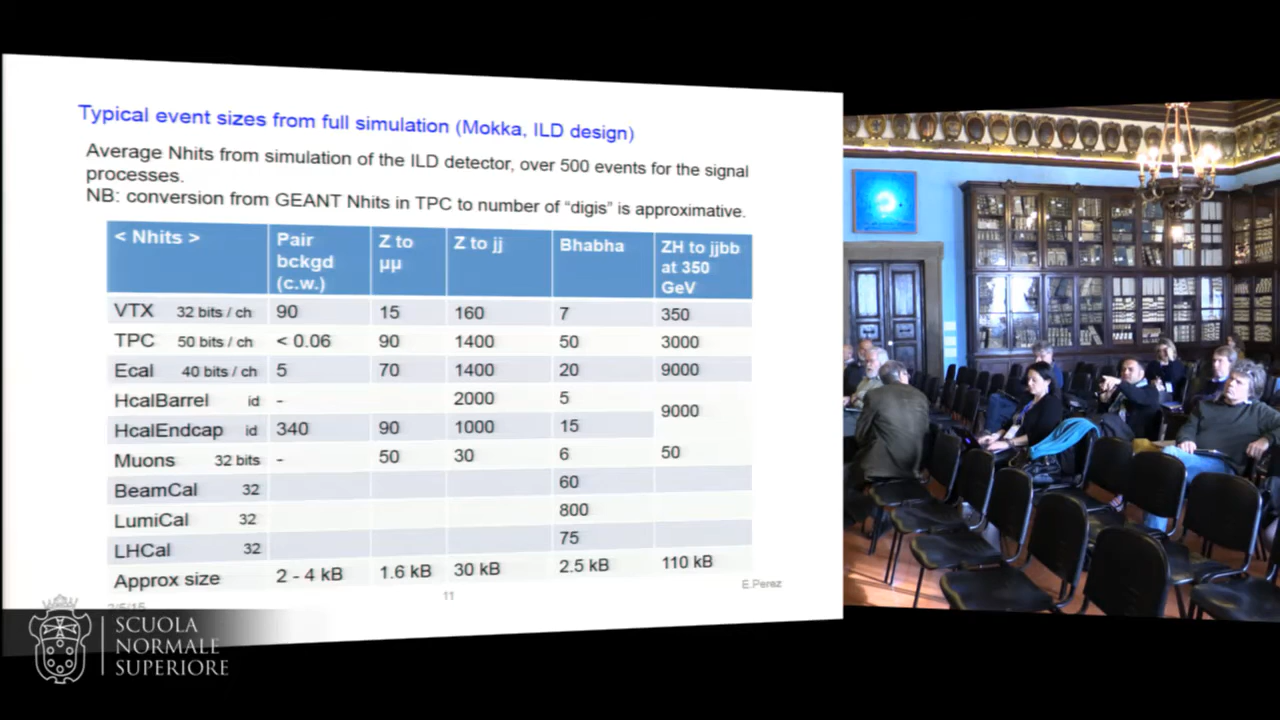 Typical event sizes from full simulation (Mokka, ILD design)
Average Nhits from simulation of the ILD detector, over 500 events for the signal
processes.
NB: conversion from GEANT Nhits in TPC to number of “digis” is approximative.
< Nhits > Pair bckgd (c.w.) Z to μμ Z to jj Bhabha ZH to jjbb at 350 GeV
VTX 32 bits / ch 90 15 160 7 350
TPC 50 bits / ch < 0.06 90 1400 50 3000
Ecal 40 bits / ch 5 70 1400 20 9000
HcalBarrel id - 2000 5 9000
HcalEndcap id 340 90 1000 15
Muons 32 bits - 50 30 6 50
BeamCal 32 60
LumiCal 32 800
LHCal 32 75
Approx size 2 - 4 kB 1.6 kB 30 kB 2.5 kB 110 kB
11
E.Perez
SCUOLA
NORMALE
SUPERIORE